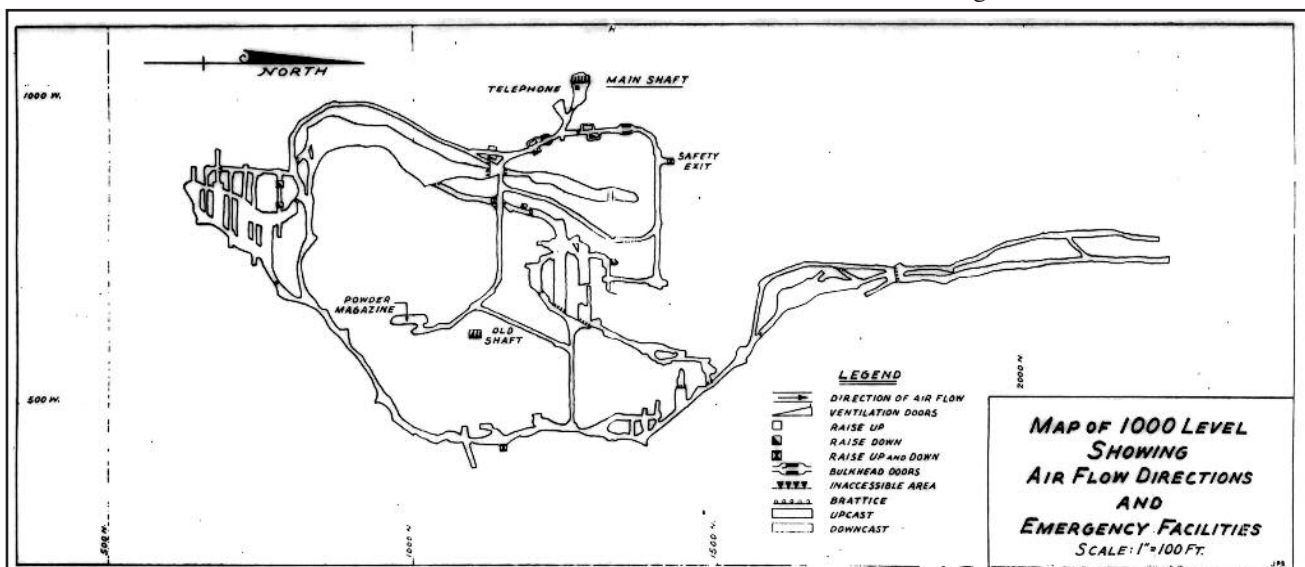 NORTH
1000 W.
TELEPHONE
MAIN SHAFT
SAFETY
EXIT
POWDER
MAGAZINE
OLD
SHAFT
500 W.
500 N
1000 N
1500 N
2000 N
LEGEND
DIRECTION OF AIR FLOW
VENTILATION DOORS
RAISE UP
RAISE DOWN
RAISE UP AND DOWN
BULKHEAD DOORS
INACCESSIBLE AREA
BRATTICE
UPCAST
DOWNCAST
MAP OF 1000 LEVEL
SHOWING
AIR FLOW DIRECTIONS
AND
EMERGENCY FACILITIES
SCALE: 1"=100 FT.